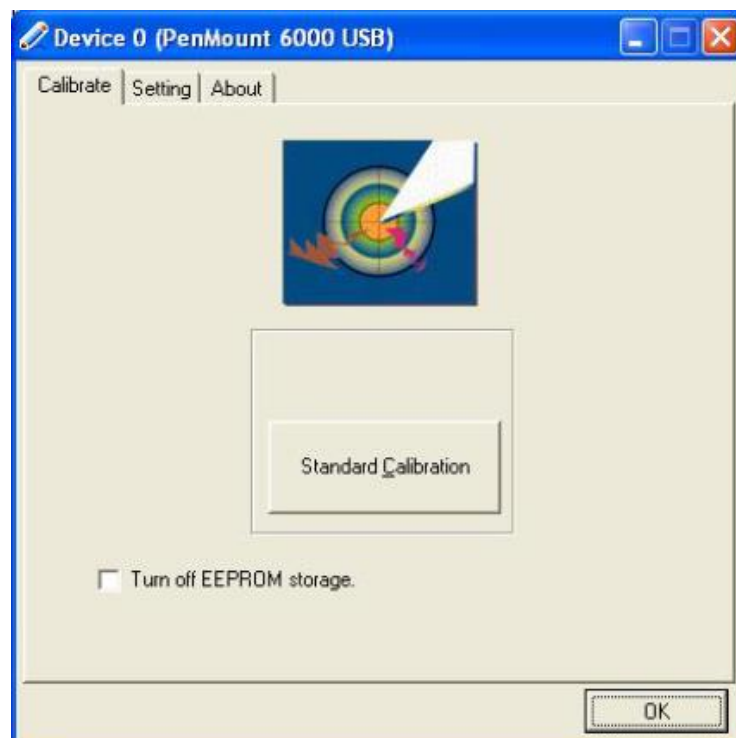 Device 0 (PenMount 6000 USB)
Calibrate Setting About
Standard Calibration
Turn off EEPROM storage.
OK